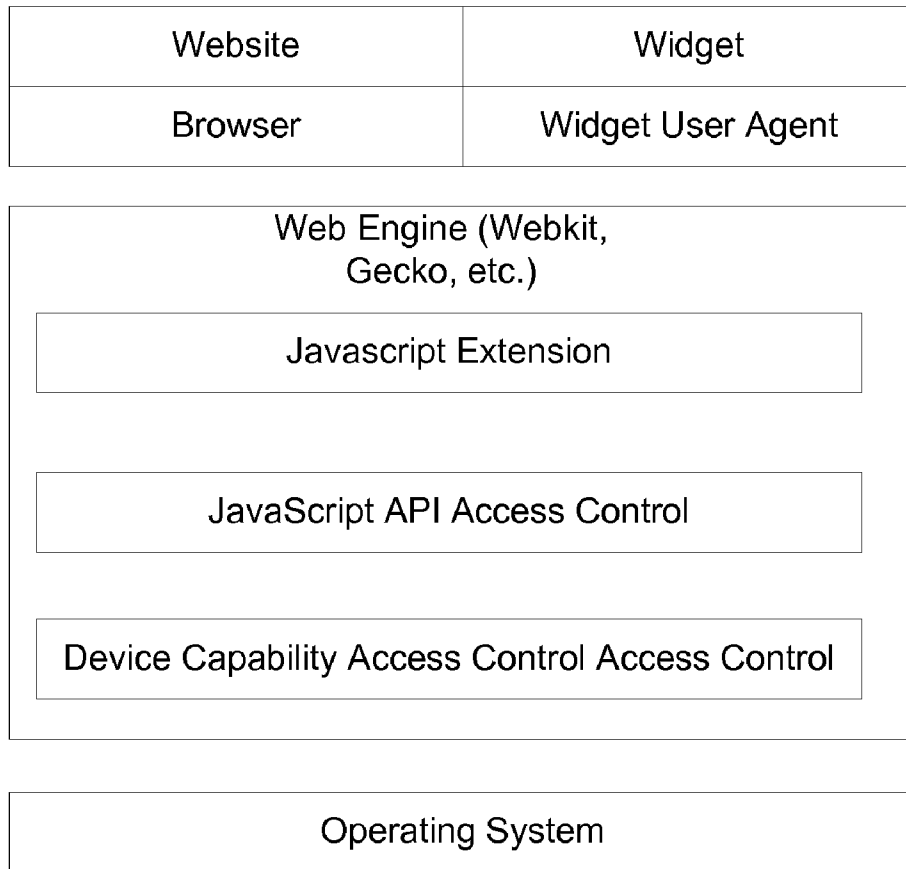 Website
Widget
Browser
Widget User Agent
Web Engine (Webkit,
Gecko, etc.)
Javascript Extension
JavaScript API Access Control
Device Capability Access Control Access Control
Operating System